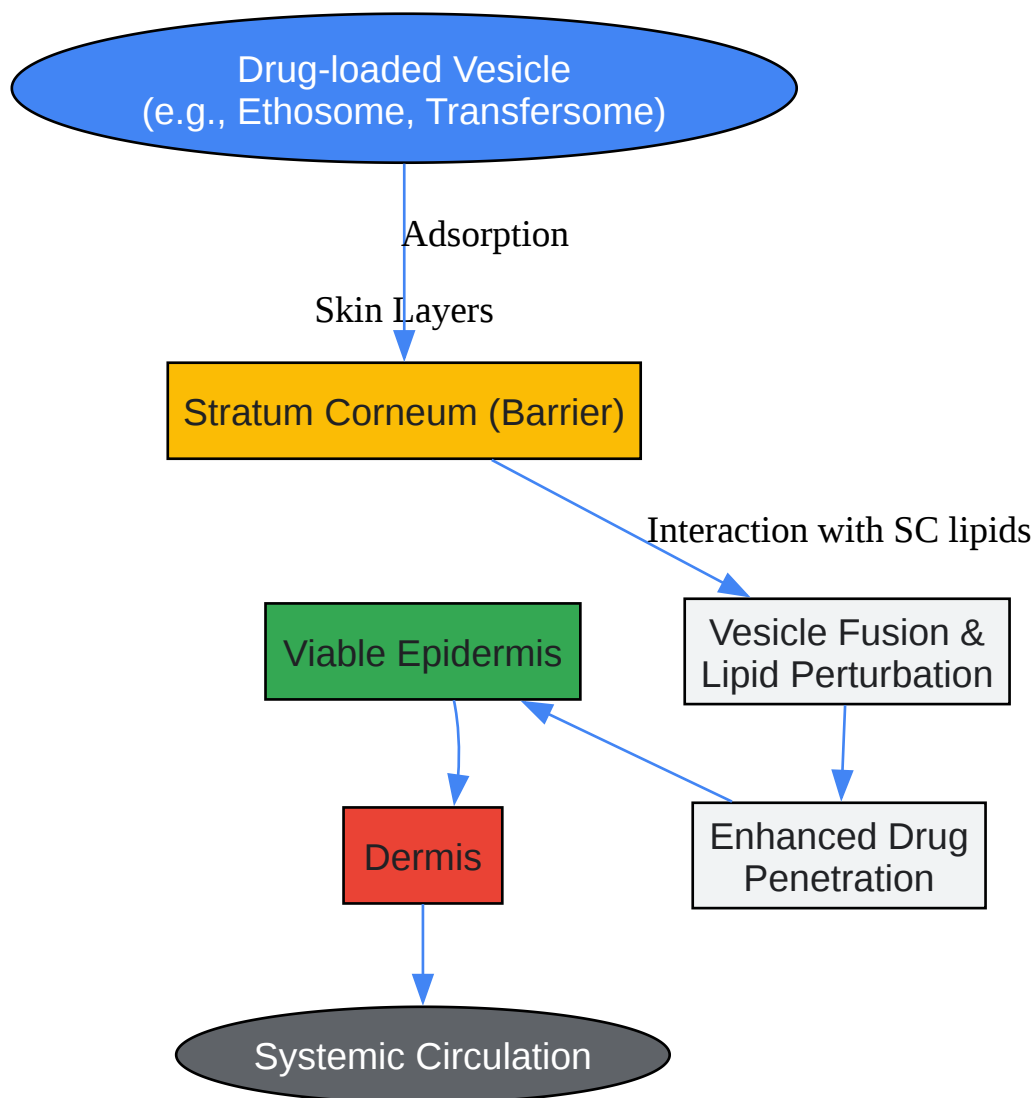 Drug-loaded Vesicle
(e.g., Ethosome, Transfersome)
Adsorption
Skin Layers
Stratum Corneum (Barrier)
Interaction with SC lipids
Vesicle Fusion &
Lipid Perturbation
Viable Epidermis
Enhanced Drug
Penetration
Dermis
Systemic Circulation